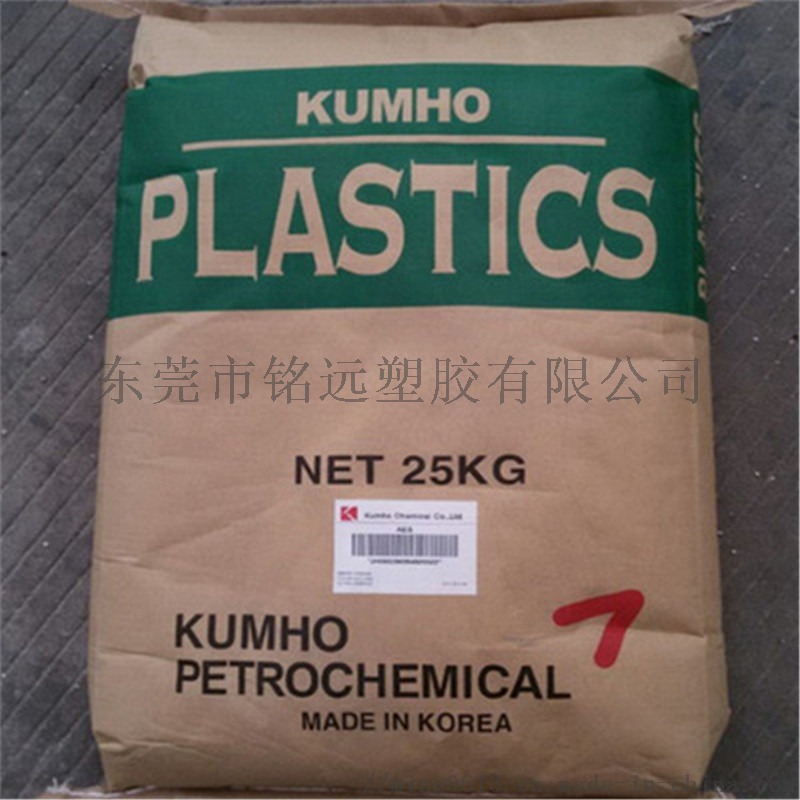 KUMHO
PLASTICS
PLASTICS
东莞市铭远塑胶有限公司
NET 25KG
Kumho Chemical Co.,Ltd
KUMHO
PETROCHEMICAL
MADE IN KOREA